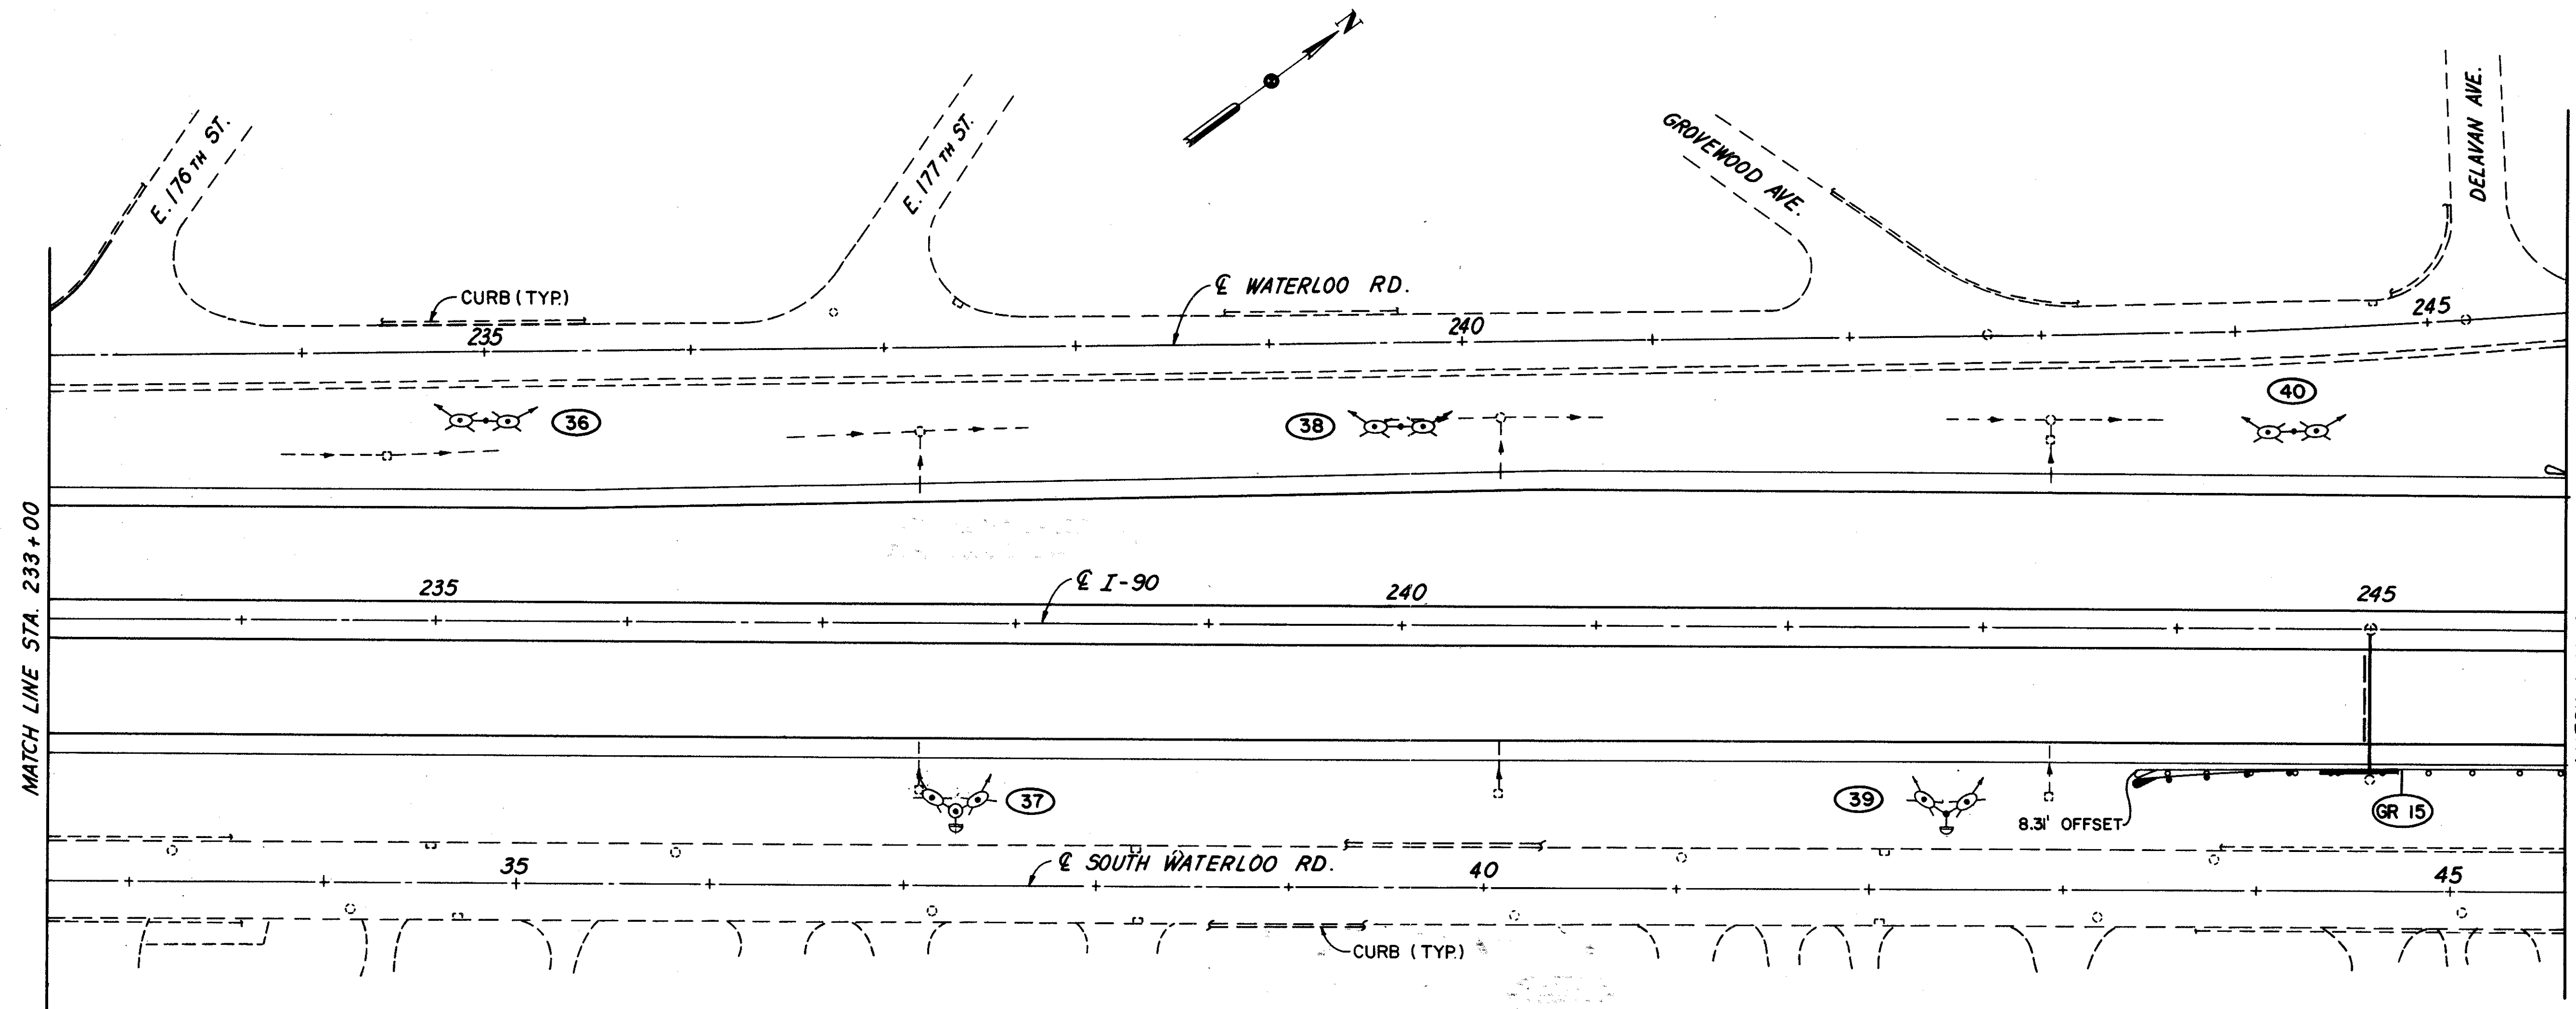 N
E. 176TH ST.
E. 177TH ST.
GROVEWOOD AVE.
DELAVAN AVE.
CURB (TYP.)
℄ WATERLOO RD.
235
240
245
36
38
40
MATCH LINE STA. 233+00
235
℄ I-90
240
245
37
39
8.31' OFFSET
GR 15
35
℄ SOUTH WATERLOO RD.
40
45
CURB (TYP.)